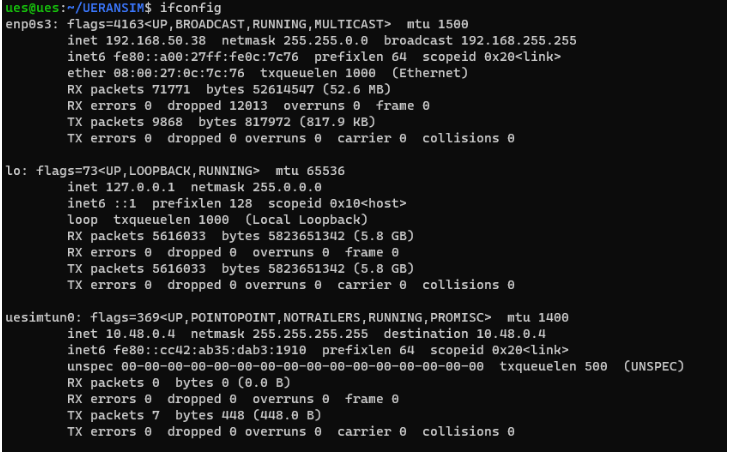 ues@ues:~/UERANSIM$ ifconfig
enp0s3: flags=4163<UP,BROADCAST,RUNNING,MULTICAST>  mtu 1500
        inet 192.168.50.38  netmask 255.255.0.0  broadcast 192.168.255.255
        inet6 fe80::a00:27ff:fe0c:7c76  prefixlen 64  scopeid 0x20<link>
        ether 08:00:27:0c:7c:76  txqueuelen 1000  (Ethernet)
        RX packets 71771  bytes 52614547 (52.6 MB)
        RX errors 0  dropped 12013  overruns 0  frame 0
        TX packets 9868  bytes 817972 (817.9 KB)
        TX errors 0  dropped 0 overruns 0  carrier 0  collisions 0

lo: flags=73<UP,LOOPBACK,RUNNING>  mtu 65536
        inet 127.0.0.1  netmask 255.0.0.0
        inet6 ::1  prefixlen 128  scopeid 0x10<host>
        loop  txqueuelen 1000  (Local Loopback)
        RX packets 5616033  bytes 5823651342 (5.8 GB)
        RX errors 0  dropped 0  overruns 0  frame 0
        TX packets 5616033  bytes 5823651342 (5.8 GB)
        TX errors 0  dropped 0 overruns 0  carrier 0  collisions 0

uesimtun0: flags=369<UP,POINTOPOINT,NOTRAILERS,RUNNING,PROMISC>  mtu 1400
        inet 10.48.0.4  netmask 255.255.255.255  destination 10.48.0.4
        inet6 fe80::cc42:ab35:dab3:1910  prefixlen 64  scopeid 0x20<link>
        unspec 00-00-00-00-00-00-00-00-00-00-00-00-00-00-00-00  txqueuelen 500  (UNSPEC)
        RX packets 0  bytes 0 (0.0 B)
        RX errors 0  dropped 0  overruns 0  frame 0
        TX packets 7  bytes 448 (448.0 B)
        TX errors 0  dropped 0 overruns 0  carrier 0  collisions 0